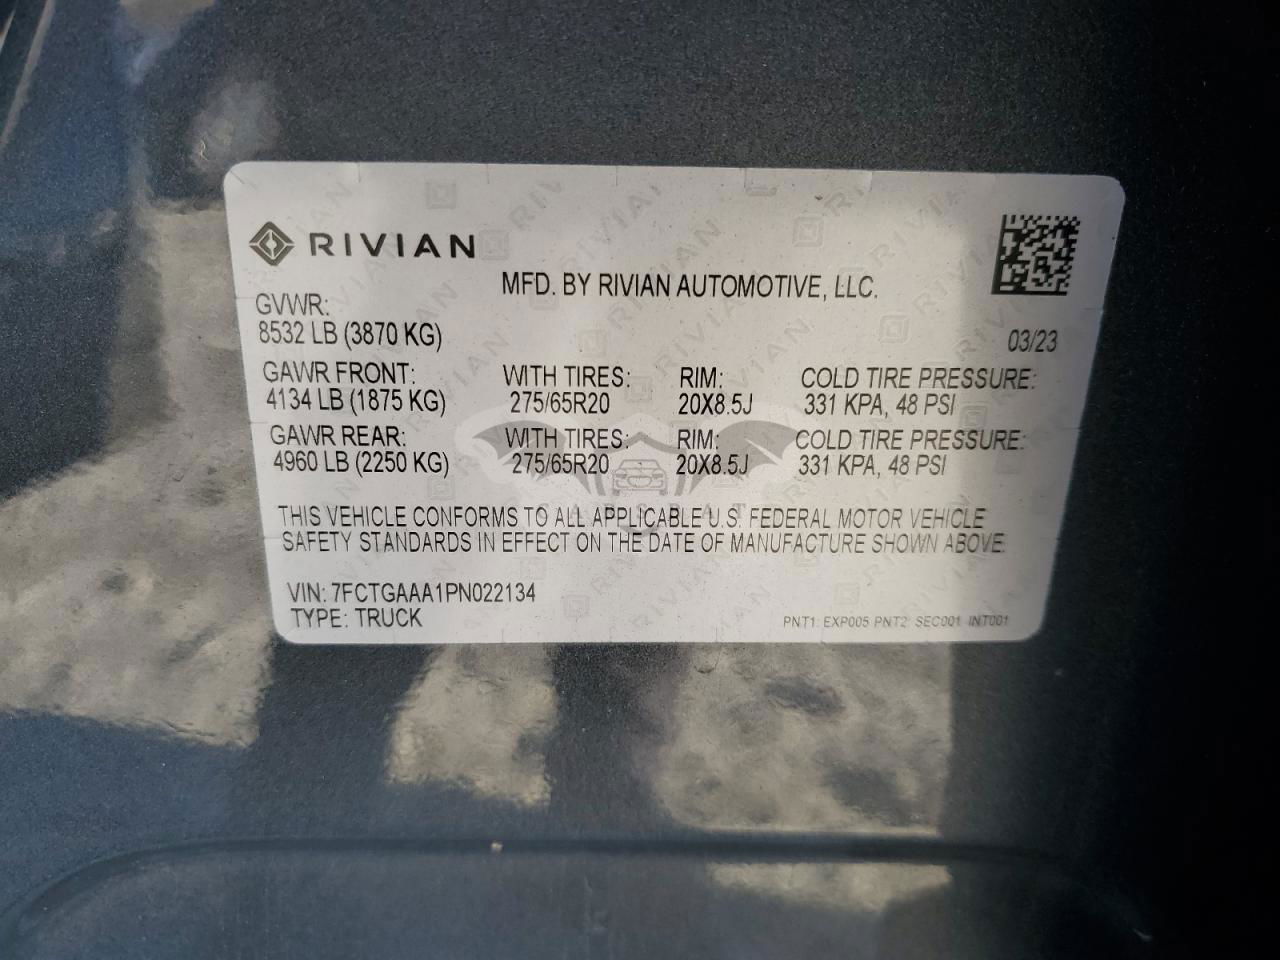 RIVIAN
MFD. BY RIVIAN AUTOMOTIVE, LLC.
GVWR:
8532 LB (3870 KG)
03/23
GAWR FRONT: WITH TIRES: RIM: COLD TIRE PRESSURE:
4134 LB (1875 KG) 275/65R20 20X8.5J 331 KPA, 48 PSI
GAWR REAR: WITH TIRES: RIM: COLD TIRE PRESSURE:
4960 LB (2250 KG) 275/65R20 20X8.5J 331 KPA, 48 PSI
THIS VEHICLE CONFORMS TO ALL APPLICABLE U.S. FEDERAL MOTOR VEHICLE
SAFETY STANDARDS IN EFFECT ON THE DATE OF MANUFACTURE SHOWN ABOVE.
VIN: 7FCTGAAA1PN022134
TYPE: TRUCK
PNT1: EXP005 PNT2: SEC001 INT001